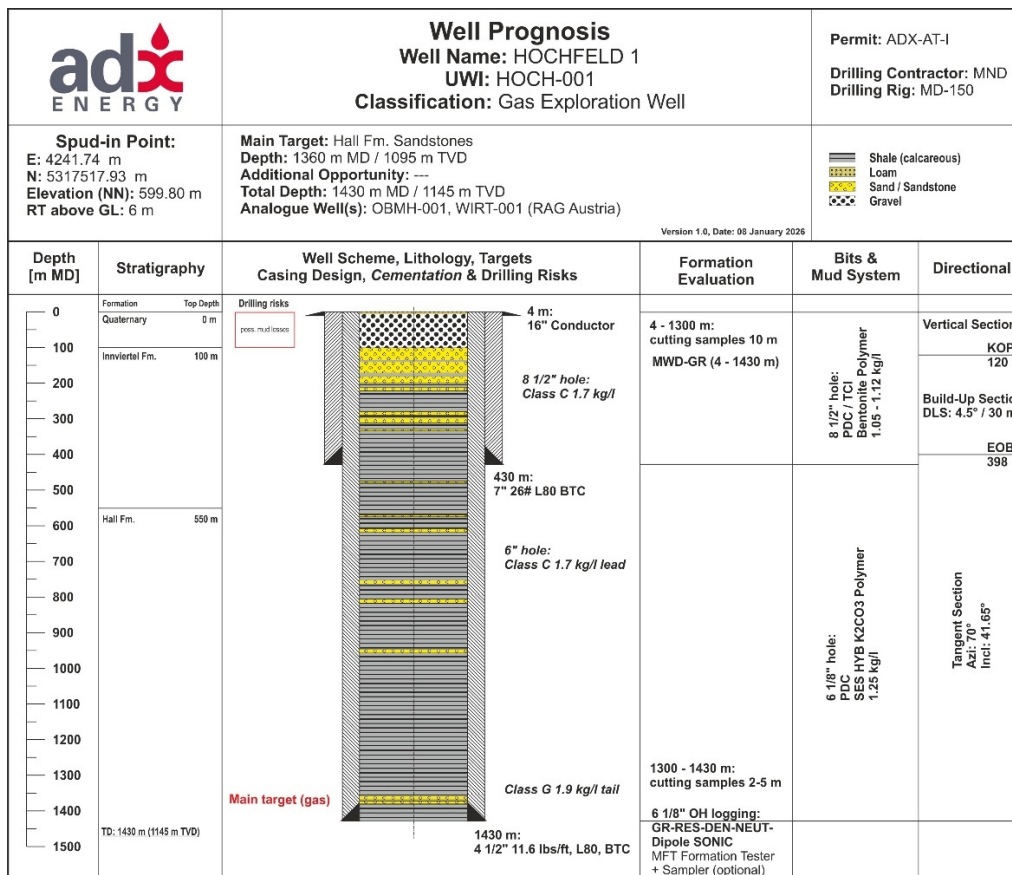 adx
ENERGY
Well Prognosis
Well Name: HOCHFELD 1
UWI: HOCH-001
Classification: Gas Exploration Well
Permit: ADX-AT-I
Drilling Contractor: MND
Drilling Rig: MD-150
Spud-in Point:
E: 4241.74 m
N: 5317517.93 m
Elevation (NN): 599.80 m
RT above GL: 6 m
Main Target: Hall Fm. Sandstones
Depth: 1360 m MD / 1095 m TVD
Additional Opportunity: ---
Total Depth: 1430 m MD / 1145 m TVD
Analogue Well(s): OBMH-001, WIRT-001 (RAG Austria)
Version 1.0, Date: 08 January 2026
Shale (calcareous)
Loam
Sand / Sandstone
Gravel
Depth
[m MD]
Stratigraphy
Well Scheme, Lithology, Targets
Casing Design, Cementation & Drilling Risks
Formation
Evaluation
Bits &
Mud System
Directional
0
100
200
300
400
500
600
700
800
900
1000
1100
1200
1300
1400
1500
Formation Top Depth
Quaternary 0 m
Innviertel Fm. 100 m
Hall Fm. 550 m
TD: 1430 m (1145 m TVD)
Drilling risks
poss. mud losses
4 m:
16" Conductor
8 1/2" hole:
Class C 1.7 kg/l
430 m:
7" 26# L80 BTC
6" hole:
Class C 1.7 kg/l lead
Class G 1.9 kg/l tail
Main target (gas)
1430 m:
4 1/2" 11.6 lbs/ft, L80, BTC
4 - 1300 m:
cutting samples 10 m
MWD-GR (4 - 1430 m)
1300 - 1430 m:
cutting samples 2-5 m
6 1/8" OH logging:
GR-RES-DEN-NEUT-
Dipole SONIC
MFT Formation Tester
+ Sampler (optional)
8 1/2" hole:
PDC / TCI
Bentonite Polymer
1.05 - 1.12 kg/l
6 1/8" hole:
PDC
SES HYB K2CO3 Polymer
1.25 kg/l
Vertical Section
KOP
120
Build-Up Sectio
DLS: 4.5° / 30 m
EOB
398
Tangent Section
Azi: 70°
Incl: 41.65°